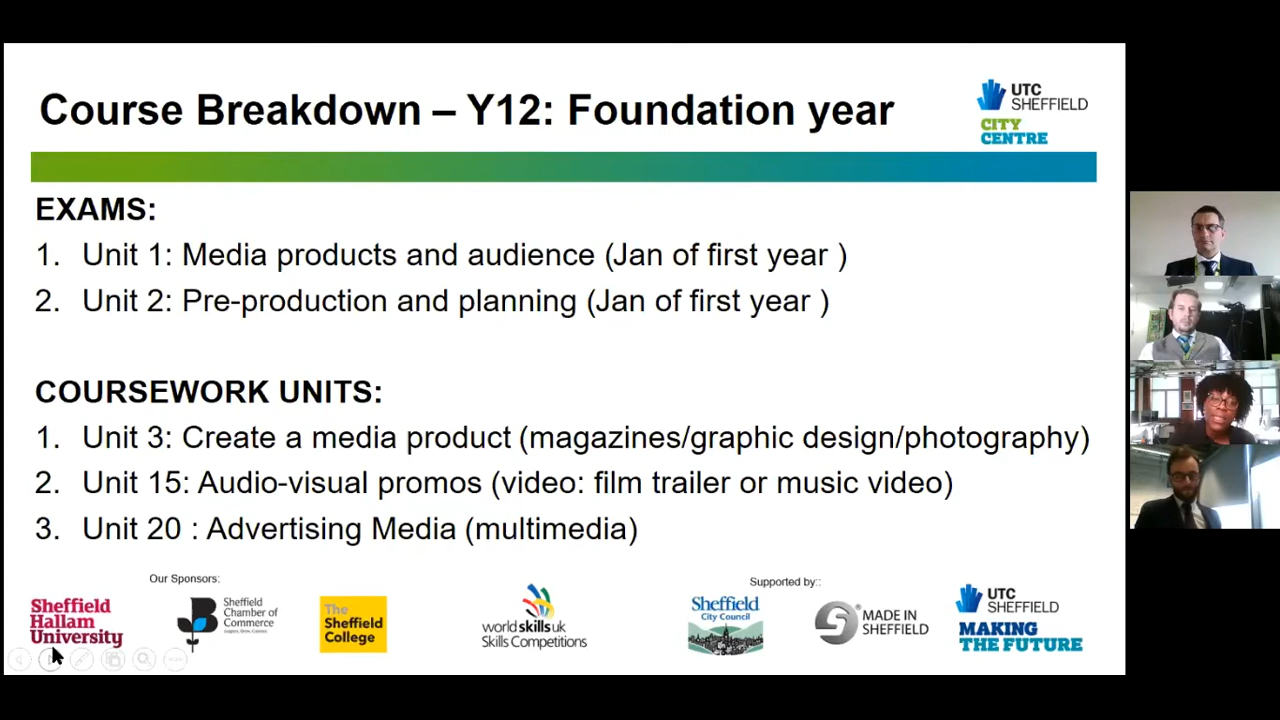 Course Breakdown – Y12: Foundation year
UTC
SHEFFIELD
CITY
CENTRE
EXAMS:
1. Unit 1: Media products and audience (Jan of first year )
2. Unit 2: Pre-production and planning (Jan of first year )
COURSEWORK UNITS:
1. Unit 3: Create a media product (magazines/graphic design/photography)
2. Unit 15: Audio-visual promos (video: film trailer or music video)
3. Unit 20 : Advertising Media (multimedia)
Our Sponsors:
Supported by::
Sheffield
Hallam
University
Sheffield
Chamber of
Commerce
The
Sheffield
College
worldskillsuk
Skills Competitions
Sheffield
City Council
MADE IN
SHEFFIELD
UTC
SHEFFIELD
MAKING
THE FUTURE